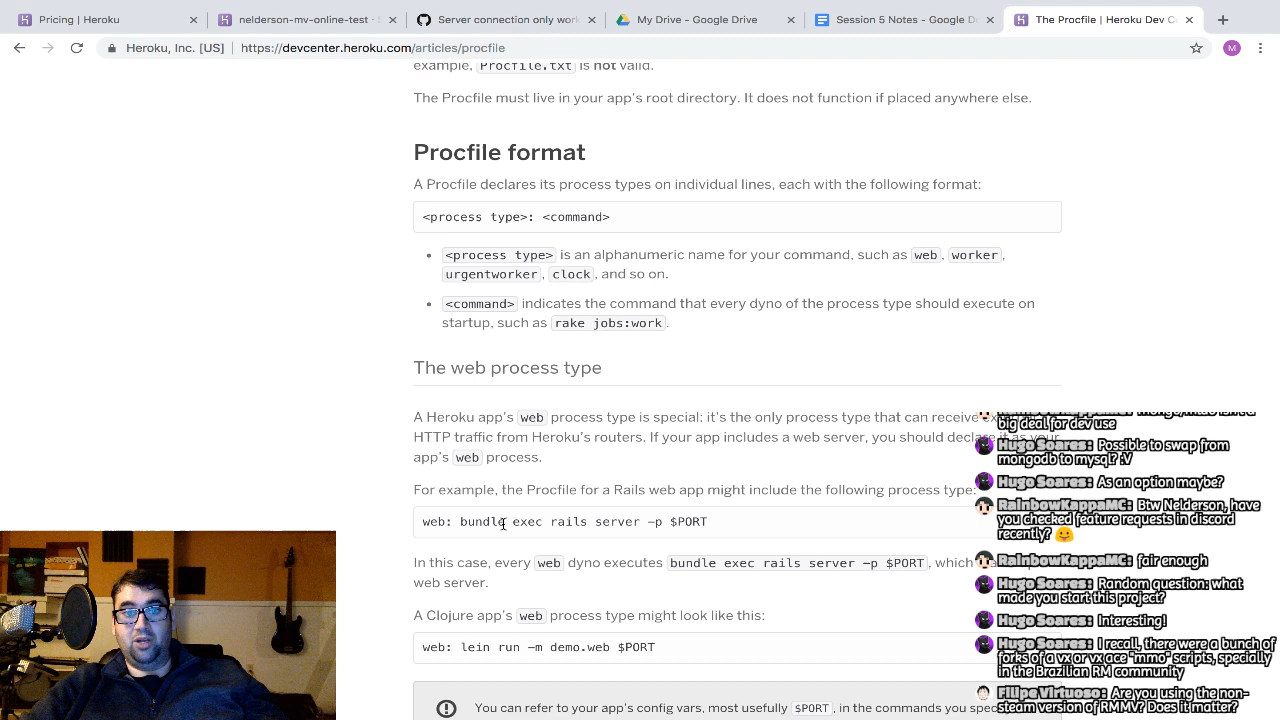 Pricing | Heroku
nelderson-mv-online-test · S
Server connection only work
My Drive - Google Drive
Session 5 Notes - Google D
The Procfile | Heroku Dev C
Heroku, Inc. [US] | https://devcenter.heroku.com/articles/procfile
M
example, Procfile.txt is not valid.
The Procfile must live in your app's root directory. It does not function if placed anywhere else.
Procfile format
A Procfile declares its process types on individual lines, each with the following format:
<process type>: <command>
• <process type> is an alphanumeric name for your command, such as web, worker,
urgentworker, clock, and so on.
• <command> indicates the command that every dyno of the process type should execute on
startup, such as rake jobs:work.
The web process type
A Heroku app's web process type is special: it's the only process type that can receive
HTTP traffic from Heroku's routers. If your app includes a web server, you should declare it as your
app's web process.
For example, the Procfile for a Rails web app might include the following process type:
web: bundle exec rails server -p $PORT
In this case, every web dyno executes bundle exec rails server -p $PORT, which
web server.
A Clojure app's web process type might look like this:
web: lein run -m demo.web $PORT
You can refer to your app's config vars, most usefully $PORT, in the commands you
big deal for dev use
Hugo Soares: Possible to swap from
mongodb to mysql? :V
Hugo Soares: As an option maybe?
RainbowKappaMC: Btw Nelderson, have
you checked feature requests in discord
recently? 🤗
RainbowKappaMC: fair enough
Hugo Soares: Random question: what
made you start this project?
Hugo Soares: Interesting!
Hugo Soares: I recall, there were a bunch of
forks of a vx or vx ace "mmo" scripts, specially
in the Brazilian RM community
Filipe Virtuoso: Are you using the non-
steam version of RMMV? Does it matter?